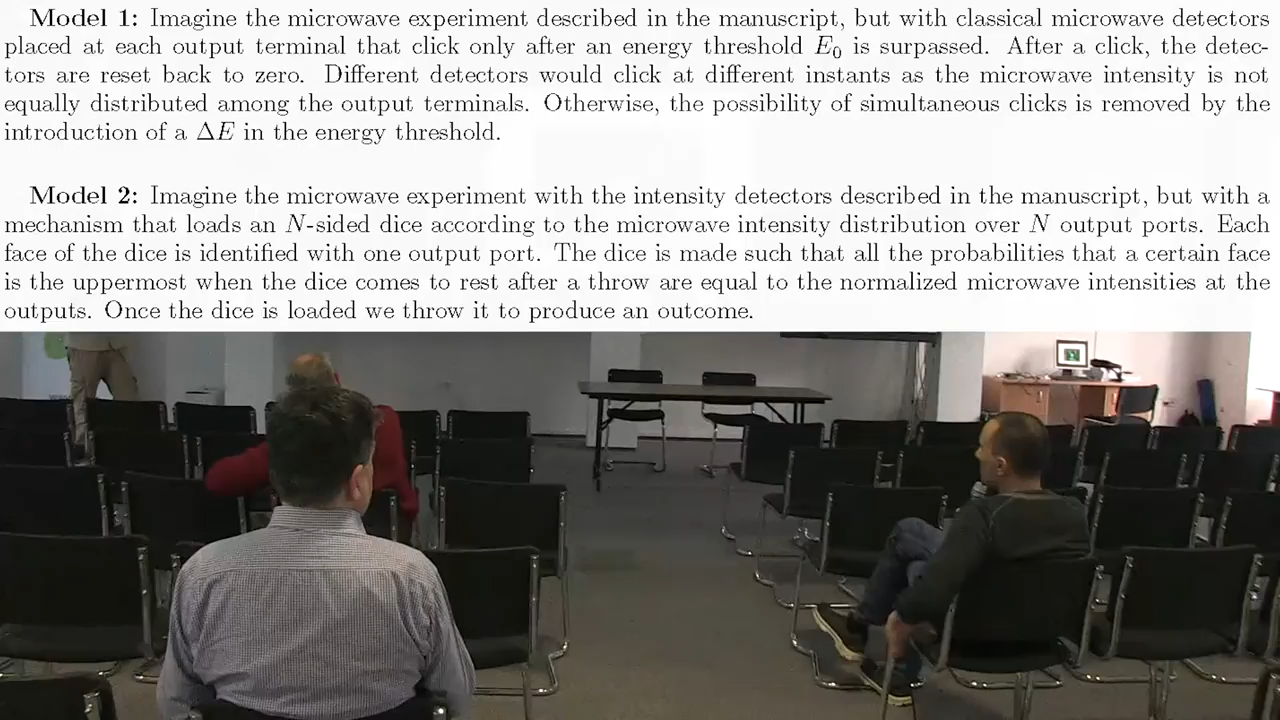 Model 1: Imagine the microwave experiment described in the manuscript, but with classical microwave detectors
placed at each output terminal that click only after an energy threshold E₀ is surpassed. After a click, the detec-
tors are reset back to zero. Different detectors would click at different instants as the microwave intensity is not
equally distributed among the output terminals. Otherwise, the possibility of simultaneous clicks is removed by the
introduction of a ΔE in the energy threshold.
Model 2: Imagine the microwave experiment with the intensity detectors described in the manuscript, but with a
mechanism that loads an N-sided dice according to the microwave intensity distribution over N output ports. Each
face of the dice is identified with one output port. The dice is made such that all the probabilities that a certain face
is the uppermost when the dice comes to rest after a throw are equal to the normalized microwave intensities at the
outputs. Once the dice is loaded we throw it to produce an outcome.